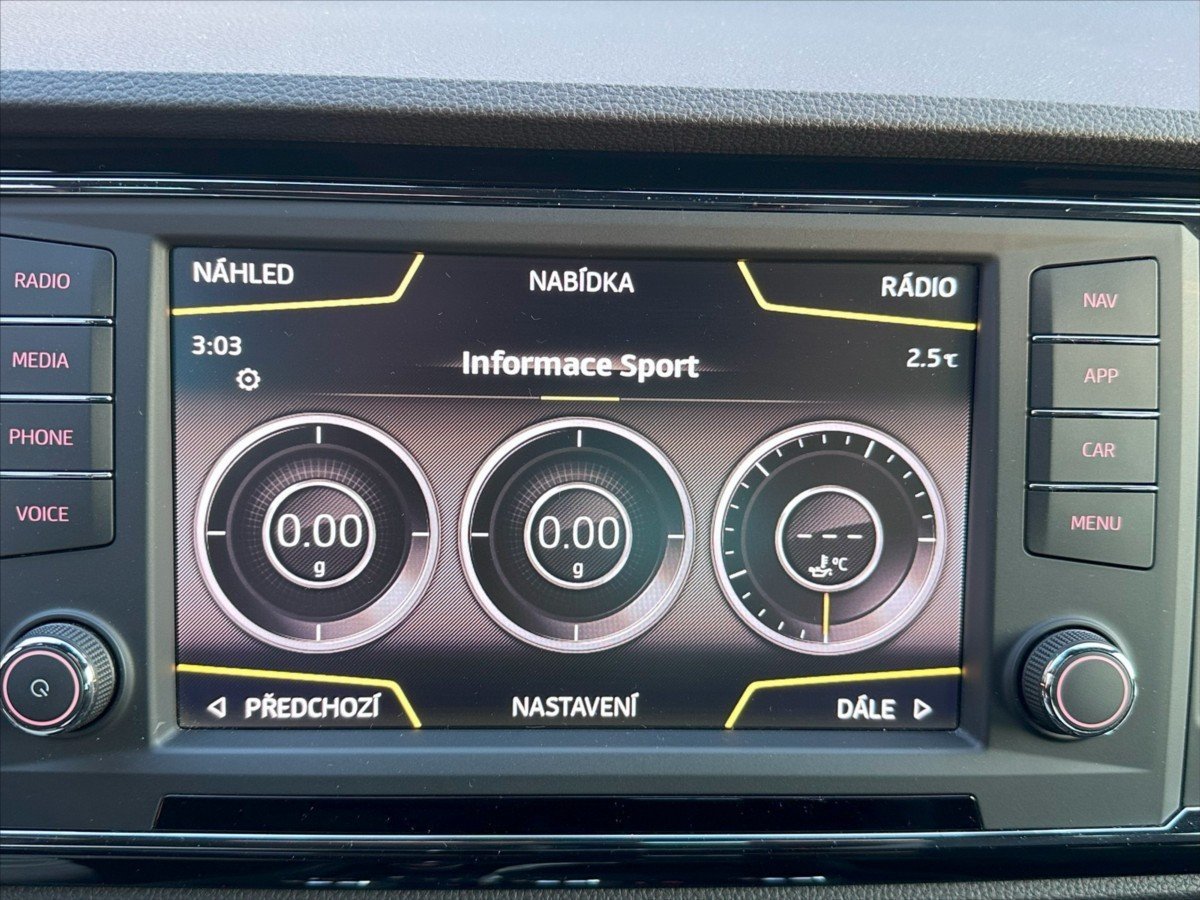 NÁHLED
NABÍDKA
RÁDIO
3:03
Informace Sport
2.5℃
0.00
g
0.00
g
---
°C
PŘEDCHOZÍ
NASTAVENÍ
DÁLE
RADIO
MEDIA
PHONE
VOICE
NAV
APP
CAR
MENU